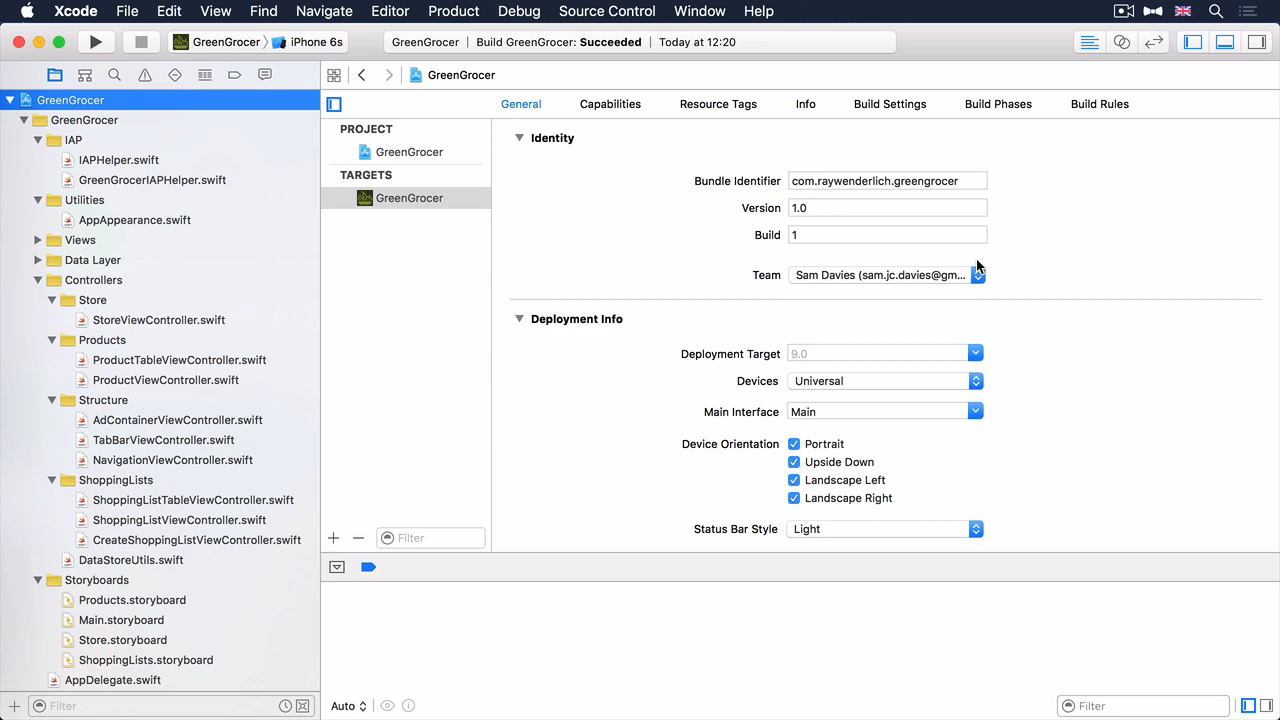 Xcode File Edit View Find Navigate Editor Product Debug Source Control Window Help
GreenGrocer iPhone 6s GreenGrocer Build GreenGrocer: Succeeded Today at 12:20
GreenGrocer
General Capabilities Resource Tags Info Build Settings Build Phases Build Rules
GreenGrocer
GreenGrocer
IAP
IAPHelper.swift
GreenGrocerIAPHelper.swift
Utilities
AppAppearance.swift
Views
Data Layer
Controllers
Store
StoreViewController.swift
Products
ProductTableViewController.swift
ProductViewController.swift
Structure
AdContainerViewController.swift
TabBarViewController.swift
NavigationViewController.swift
ShoppingLists
ShoppingListTableViewController.swift
ShoppingListViewController.swift
CreateShoppingListViewController.swift
DataStoreUtils.swift
Storyboards
Products.storyboard
Main.storyboard
Store.storyboard
ShoppingLists.storyboard
AppDelegate.swift
Filter
PROJECT
GreenGrocer
TARGETS
GreenGrocer
Filter
Identity
Bundle Identifier com.raywenderlich.greengrocer
Version 1.0
Build 1
Team Sam Davies (sam.jc.davies@gm...
Deployment Info
Deployment Target 9.0
Devices Universal
Main Interface Main
Device Orientation Portrait
Upside Down
Landscape Left
Landscape Right
Status Bar Style Light
Auto Filter